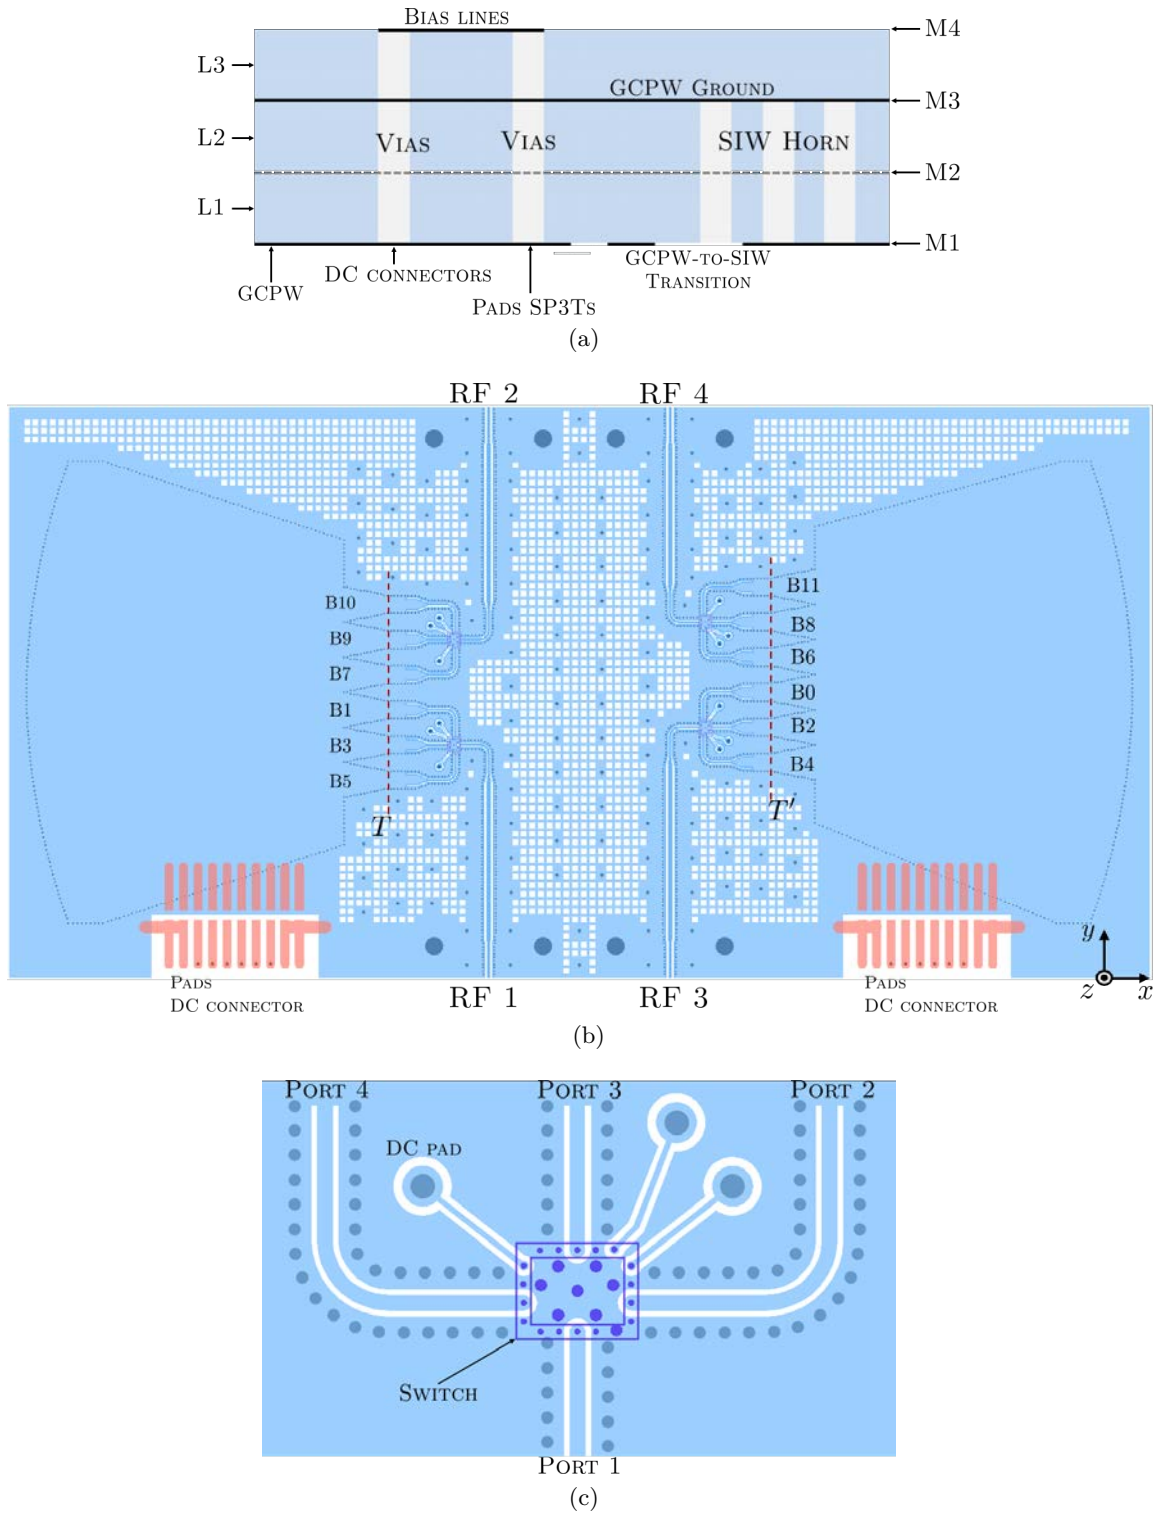 Bias lines
M4
L3
GCPW Ground
M3
L2
Vias
Vias
SIW Horn
M2
L1
M1
DC connectors
GCPW-to-SIW
Transition
GCPW
Pads SP3Ts
(a)
RF 2
RF 4
B10
B11
B9
B8
B7
B6
B1
B0
B3
B2
B5
B4
T
T′
Pads
DC connector
RF 1
RF 3
Pads
DC connector
y
z
x
(b)
Port 4
Port 3
Port 2
DC pad
Switch
Port 1
(c)